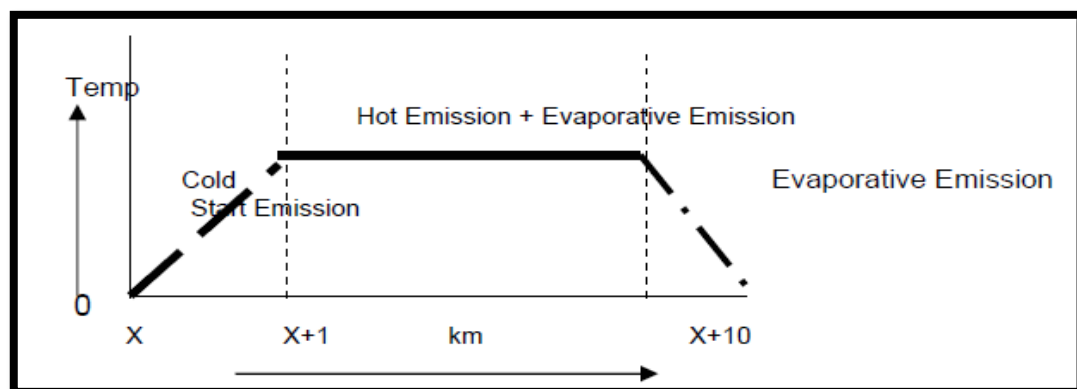 Temp
Hot Emission + Evaporative Emission
Cold
Start Emission
Evaporative Emission
0
X
X+1
km
X+10